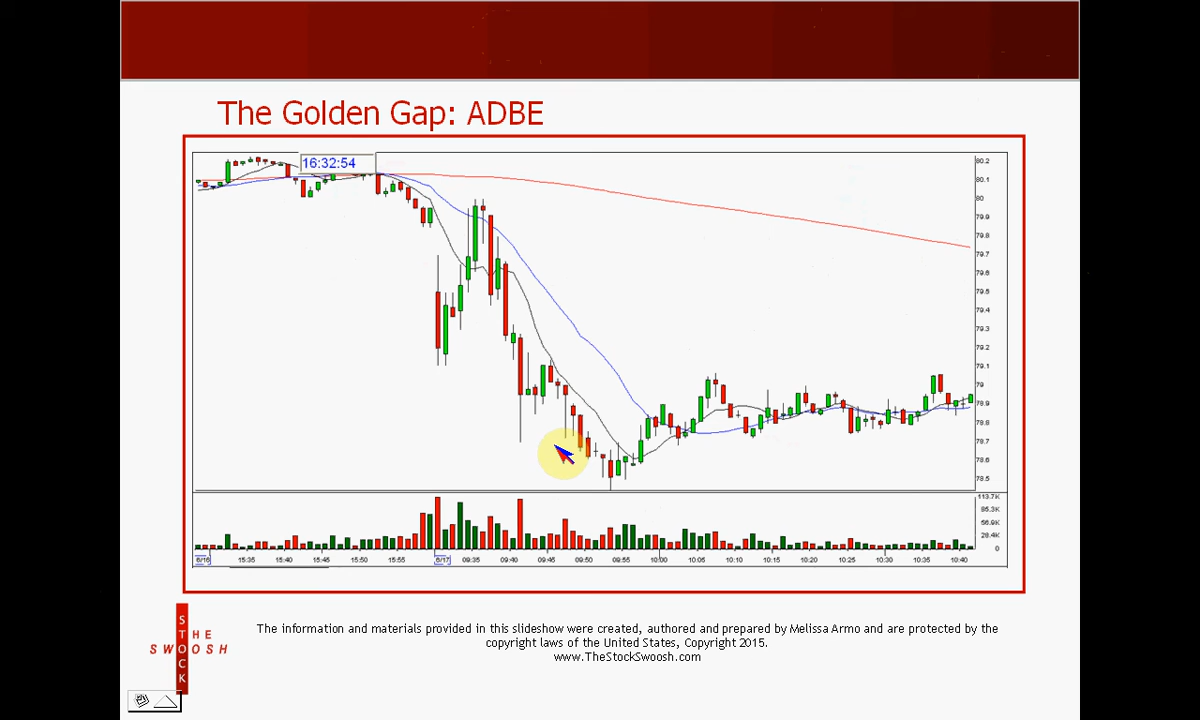 The Golden Gap: ADBE
16:32:54
80.2
80.1
80
79.9
79.8
79.7
79.6
79.5
79.4
79.3
79.2
79.1
79
78.9
78.8
78.7
78.6
78.5
113.7K
85.3K
56.9K
28.4K
0
6/16 15:35 15:40 15:45 15:50 15:55 6/17 09:35 09:40 09:45 09:50 09:55 10:00 10:05 10:10 10:15 10:20 10:25 10:30 10:35 10:40
The information and materials provided in this slideshow were created, authored and prepared by Melissa Armo and are protected by the
copyright laws of the United States, Copyright 2015.
www.TheStockSwoosh.com
THE
STOCK
SWOOSH